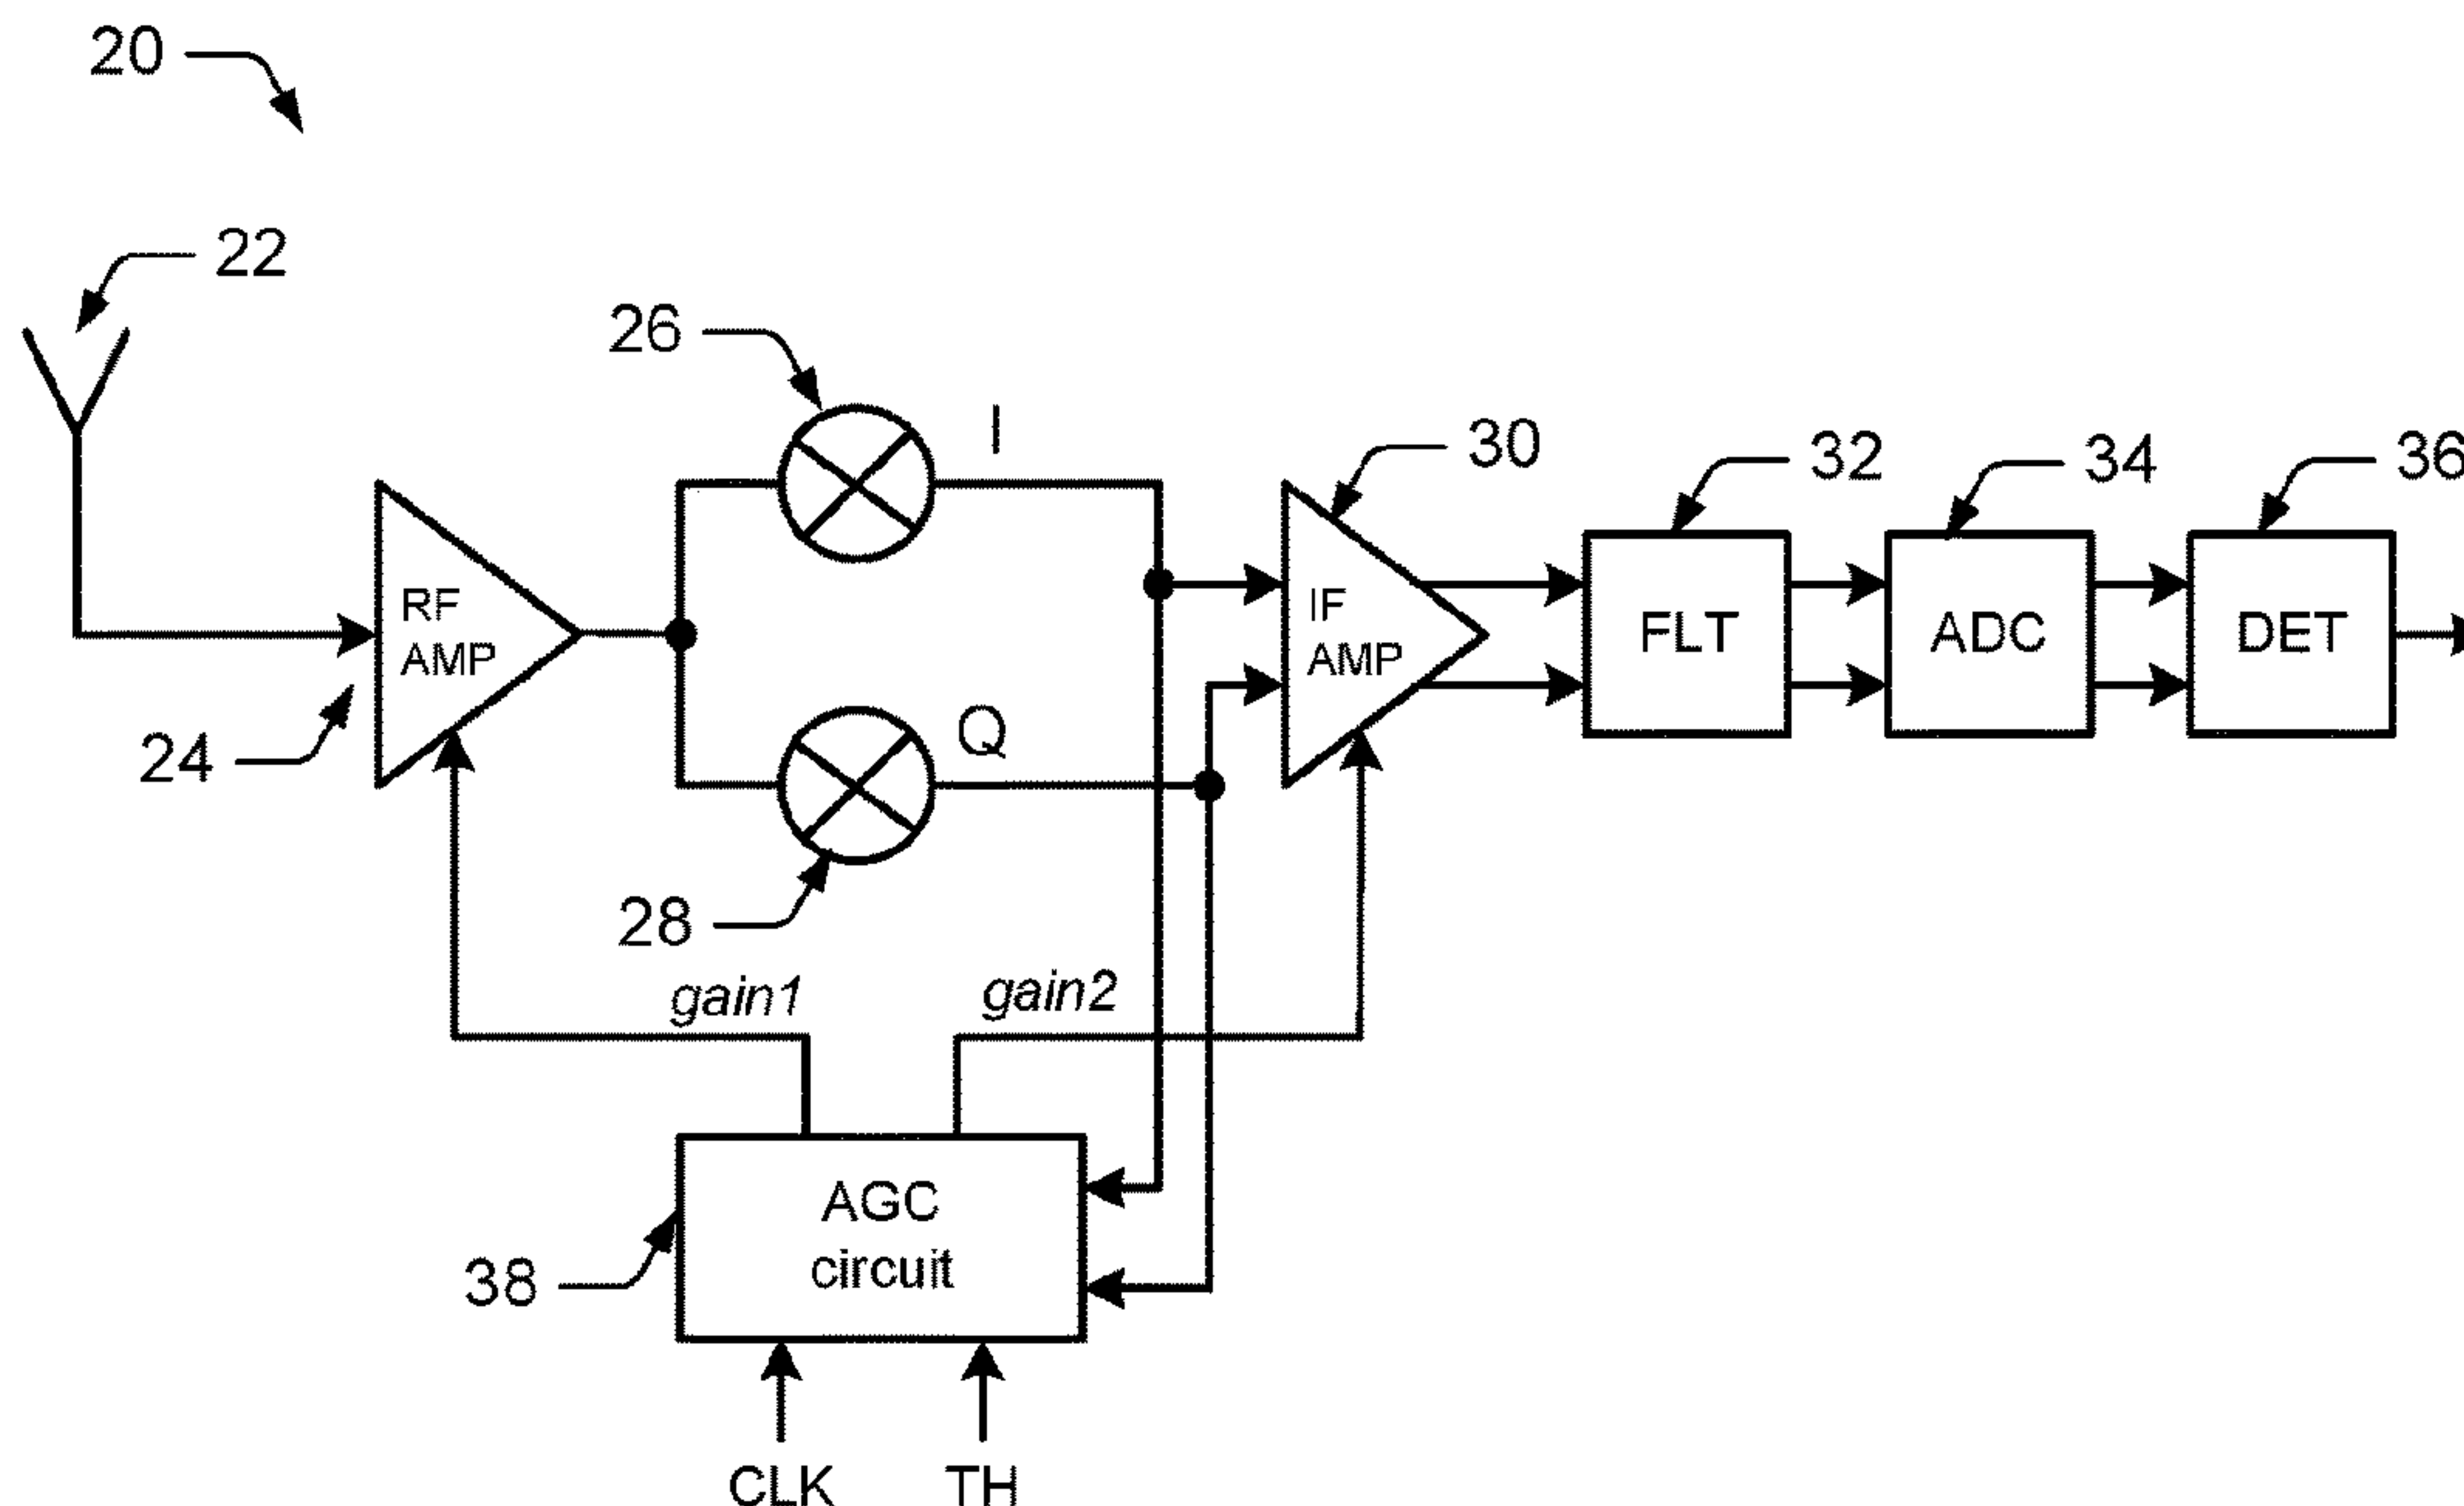 20
22
26
I
30
32
34
36
RF
AMP
IF
AMP
FLT
ADC
DET
24
Q
28
gain1
gain2
AGC
circuit
38
CLK
TH